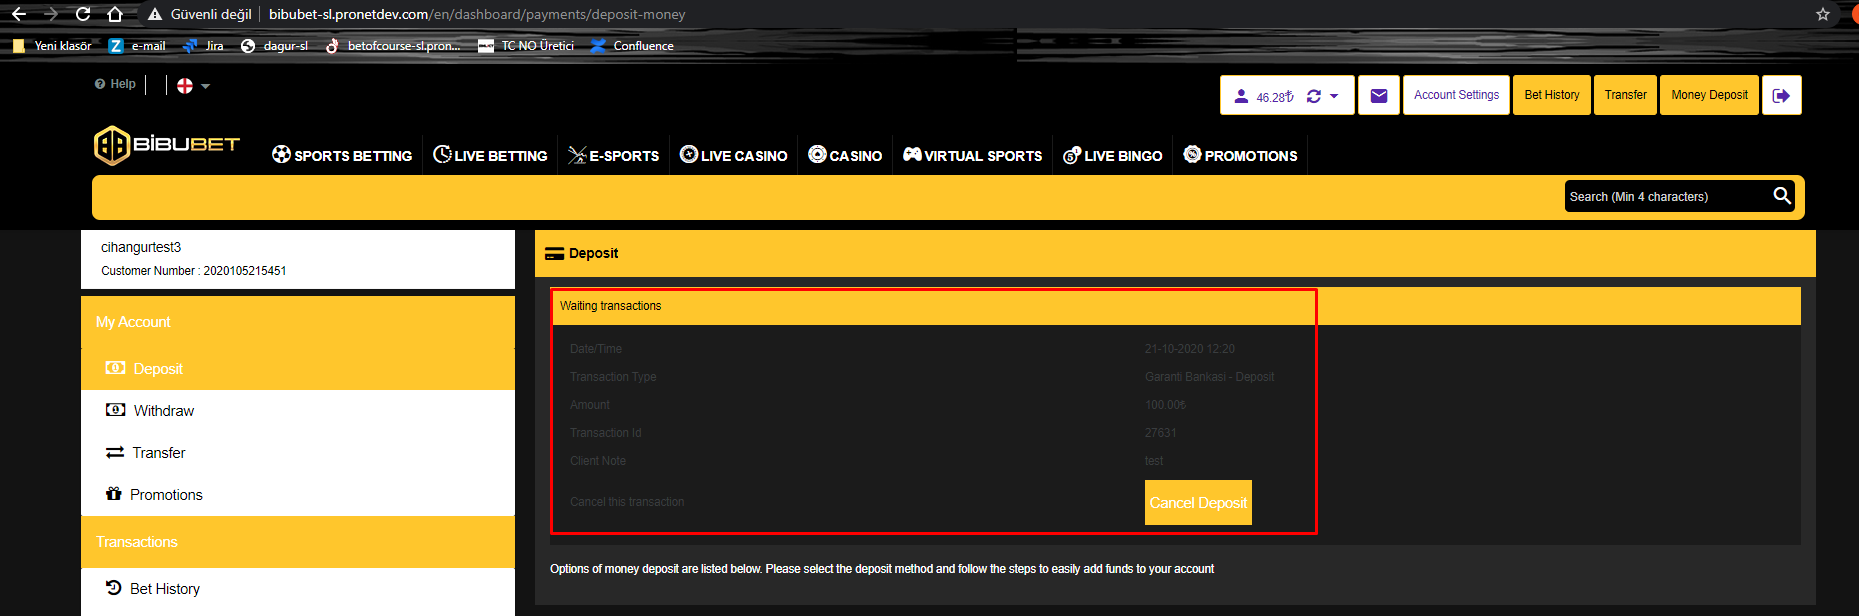 Güvenli değil
bibubet-sl.pronetdev.com/en/dashboard/payments/deposit-money
Yeni klasör
e-mail
Jira
dagur-sl
betofcourse-sl.pron...
TC NO Üretici
Confluence
Help
46.28₺
Account Settings
Bet History
Transfer
Money Deposit
BİBUBET
SPORTS BETTING
LIVE BETTING
E-SPORTS
LIVE CASINO
CASINO
VIRTUAL SPORTS
LIVE BINGO
PROMOTIONS
Search (Min 4 characters)
cihangurtest3
Customer Number : 2020105215451
My Account
Deposit
Withdraw
Transfer
Promotions
Transactions
Bet History
Deposit
Waiting transactions
Date/Time 21-10-2020 12:20
Transaction Type Garanti Bankasi - Deposit
Amount 100.00₺
Transaction Id 27631
Client Note test
Cancel this transaction Cancel Deposit
Options of money deposit are listed below. Please select the deposit method and follow the steps to easily add funds to your account